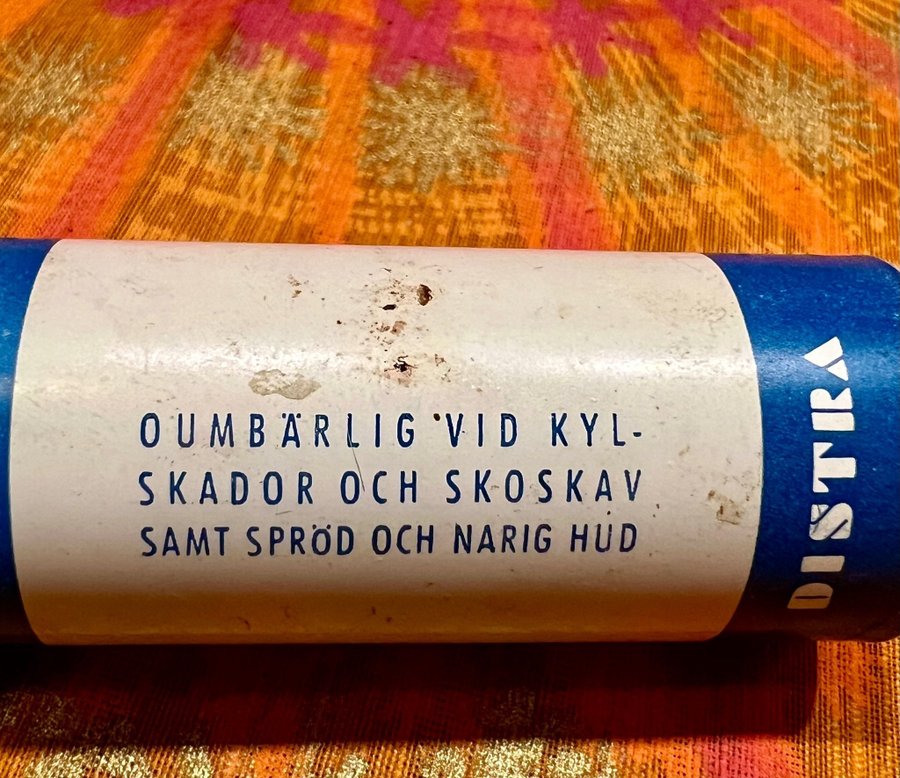 OUMBÄRLIG VID KYL-
SKADOR OCH SKOSKAV
SAMT SPRÖD OCH NARIG HUD
DISTRA